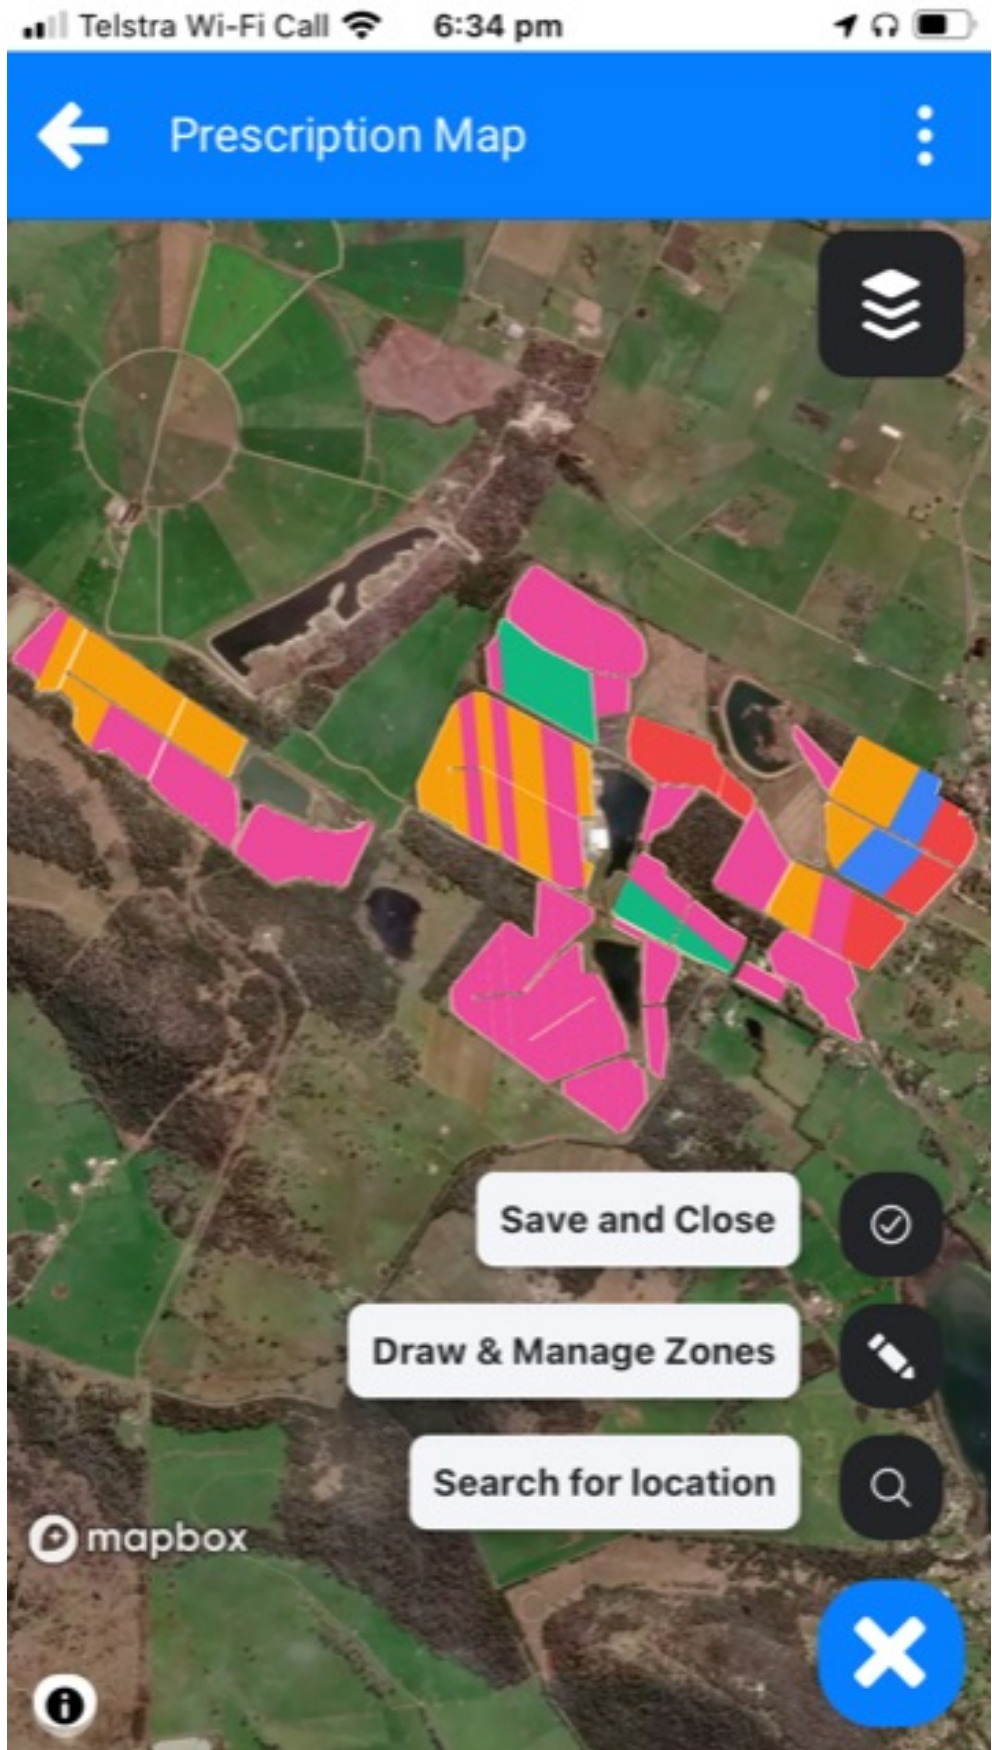 Telstra Wi-Fi Call 6:34 pm
Prescription Map
Save and Close
Draw & Manage Zones
Search for location
mapbox